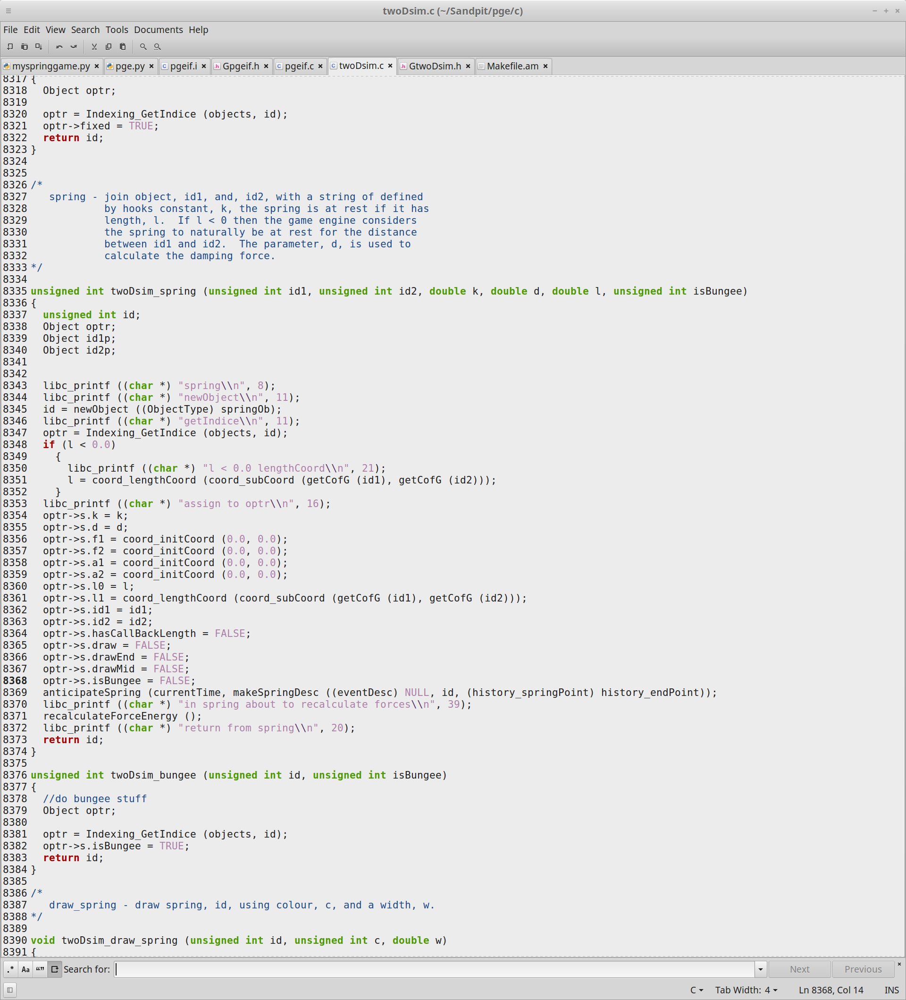 twoDsim.c (~/Sandpit/pge/c)
File Edit View Search Tools Documents Help
myspringgame.py × pge.py × pgeif.i × Gpgeif.h × pgeif.c × twoDsim.c × GtwoDsim.h × Makefile.am ×
8317 {
8318   Object optr;
8319
8320   optr = Indexing_GetIndice (objects, id);
8321   optr->fixed = TRUE;
8322   return id;
8323 }
8324
8325
8326 /*
8327    spring - join object, id1, and, id2, with a string of defined
8328             by hooks constant, k, the spring is at rest if it has
8329             length, l.  If l < 0 then the game engine considers
8330             the spring to naturally be at rest for the distance
8331             between id1 and id2.  The parameter, d, is used to
8332             calculate the damping force.
8333 */
8334
8335 unsigned int twoDsim_spring (unsigned int id1, unsigned int id2, double k, double d, double l, unsigned int isBungee)
8336 {
8337   unsigned int id;
8338   Object optr;
8339   Object id1p;
8340   Object id2p;
8341
8342
8343   libc_printf ((char *) "spring\\n", 8);
8344   libc_printf ((char *) "newObject\\n", 11);
8345   id = newObject ((ObjectType) springOb);
8346   libc_printf ((char *) "getIndice\\n", 11);
8347   optr = Indexing_GetIndice (objects, id);
8348   if (l < 0.0)
8349     {
8350       libc_printf ((char *) "l < 0.0 lengthCoord\\n", 21);
8351       l = coord_lengthCoord (coord_subCoord (getCofG (id1), getCofG (id2)));
8352     }
8353   libc_printf ((char *) "assign to optr\\n", 16);
8354   optr->s.k = k;
8355   optr->s.d = d;
8356   optr->s.f1 = coord_initCoord (0.0, 0.0);
8357   optr->s.f2 = coord_initCoord (0.0, 0.0);
8358   optr->s.a1 = coord_initCoord (0.0, 0.0);
8359   optr->s.a2 = coord_initCoord (0.0, 0.0);
8360   optr->s.l0 = l;
8361   optr->s.l1 = coord_lengthCoord (coord_subCoord (getCofG (id1), getCofG (id2)));
8362   optr->s.id1 = id1;
8363   optr->s.id2 = id2;
8364   optr->s.hasCallBackLength = FALSE;
8365   optr->s.draw = FALSE;
8366   optr->s.drawEnd = FALSE;
8367   optr->s.drawMid = FALSE;
8368   optr->s.isBungee = FALSE;
8369   anticipateSpring (currentTime, makeSpringDesc ((eventDesc) NULL, id, (history_springPoint) history_endPoint));
8370   libc_printf ((char *) "in spring about to recalculate forces\\n", 39);
8371   recalculateForceEnergy ();
8372   libc_printf ((char *) "return from spring\\n", 20);
8373   return id;
8374 }
8375
8376 unsigned int twoDsim_bungee (unsigned int id, unsigned int isBungee)
8377 {
8378   //do bungee stuff
8379   Object optr;
8380
8381   optr = Indexing_GetIndice (objects, id);
8382   optr->s.isBungee = TRUE;
8383   return id;
8384 }
8385
8386 /*
8387    draw_spring - draw spring, id, using colour, c, and a width, w.
8388 */
8389
8390 void twoDsim_draw_spring (unsigned int id, unsigned int c, double w)
8391 {
.* Aa “” Search for: Next Previous ×
C Tab Width: 4 Ln 8368, Col 14 INS